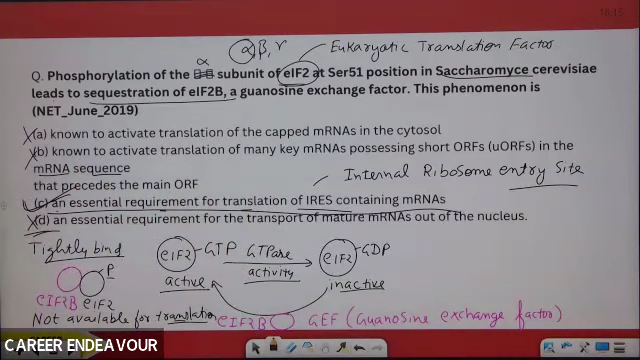 18:15
α β, γ Eukaryotic Translation Factor
α
Q. Phosphorylation of the subunit of eIF2 at Ser51 position in Saccharomyce cerevisiae
leads to sequestration of eIF2B, a guanosine exchange factor. This phenomenon is
(NET_June_2019)
(a) known to activate translation of the capped mRNAs in the cytosol
(b) known to activate translation of many key mRNAs possessing short ORFs (uORFs) in the
mRNA sequence
Internal Ribosome entry Site
that precedes the main ORF
(c) an essential requirement for translation of IRES containing mRNAs
(d) an essential requirement for the transport of mature mRNAs out of the nucleus.
Tightly bind
eIF2 GTP GTPase eIF2 GDP
P activity
active inactive
eIF2B eIF2
Not available for translation eIF2B GEF (Guanosine exchange factor)
CAREER ENDEAVOUR